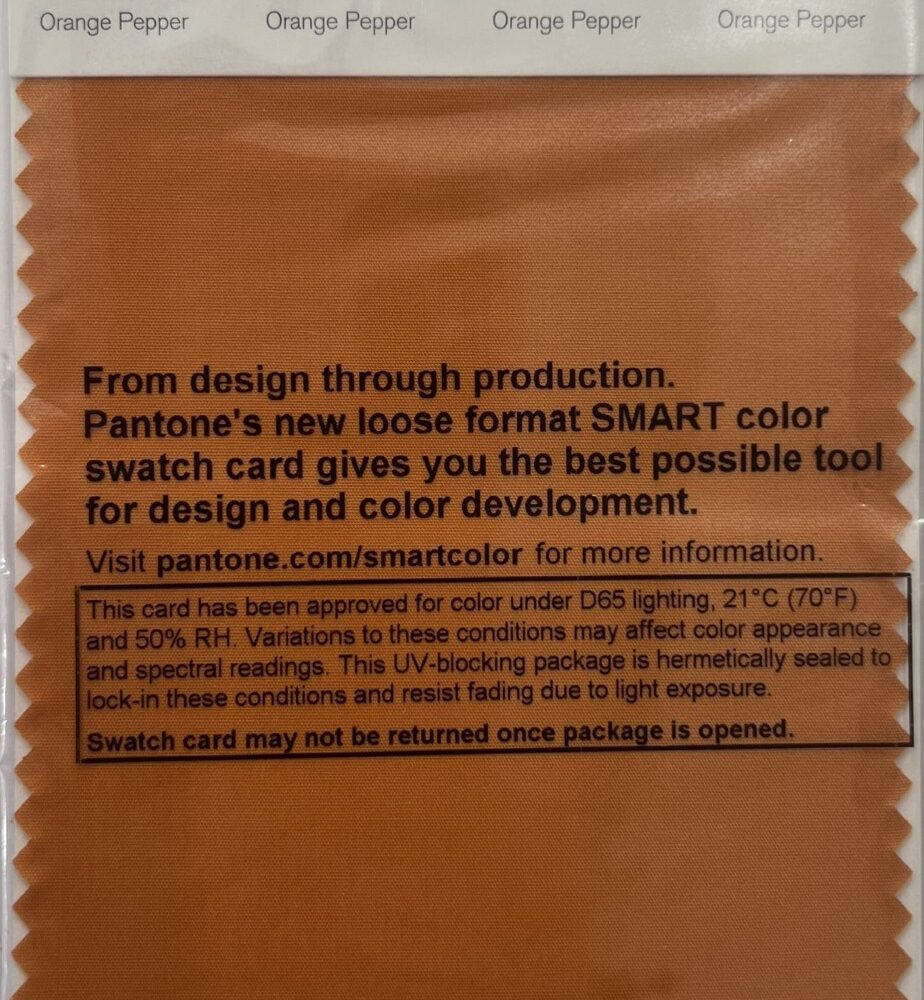 Orange Pepper Orange Pepper Orange Pepper Orange Pepper
From design through production.
Pantone's new loose format SMART color
swatch card gives you the best possible tool
for design and color development.
Visit pantone.com/smartcolor for more information.
This card has been approved for color under D65 lighting, 21°C (70°F)
and 50% RH. Variations to these conditions may affect color appearance
and spectral readings. This UV-blocking package is hermetically sealed to
lock-in these conditions and resist fading due to light exposure.
Swatch card may not be returned once package is opened.